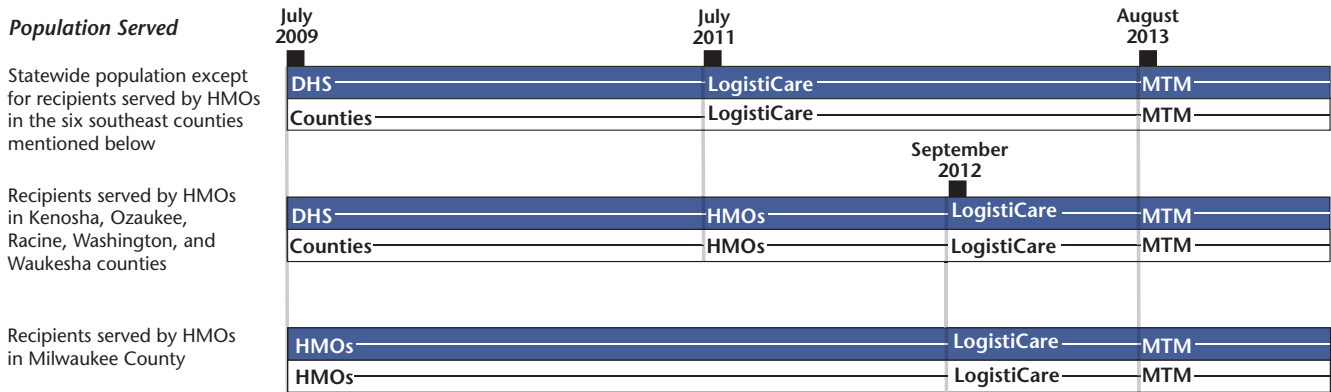 Population Served
July
2009
July
2011
August
2013
Statewide population except
for recipients served by HMOs
in the six southeast counties
mentioned below
DHS LogistiCare MTM
Counties LogistiCare MTM
September
2012
Recipients served by HMOs
in Kenosha, Ozaukee,
Racine, Washington, and
Waukesha counties
DHS HMOs LogistiCare MTM
Counties HMOs LogistiCare MTM
Recipients served by HMOs
in Milwaukee County
HMOs LogistiCare MTM
HMOs LogistiCare MTM